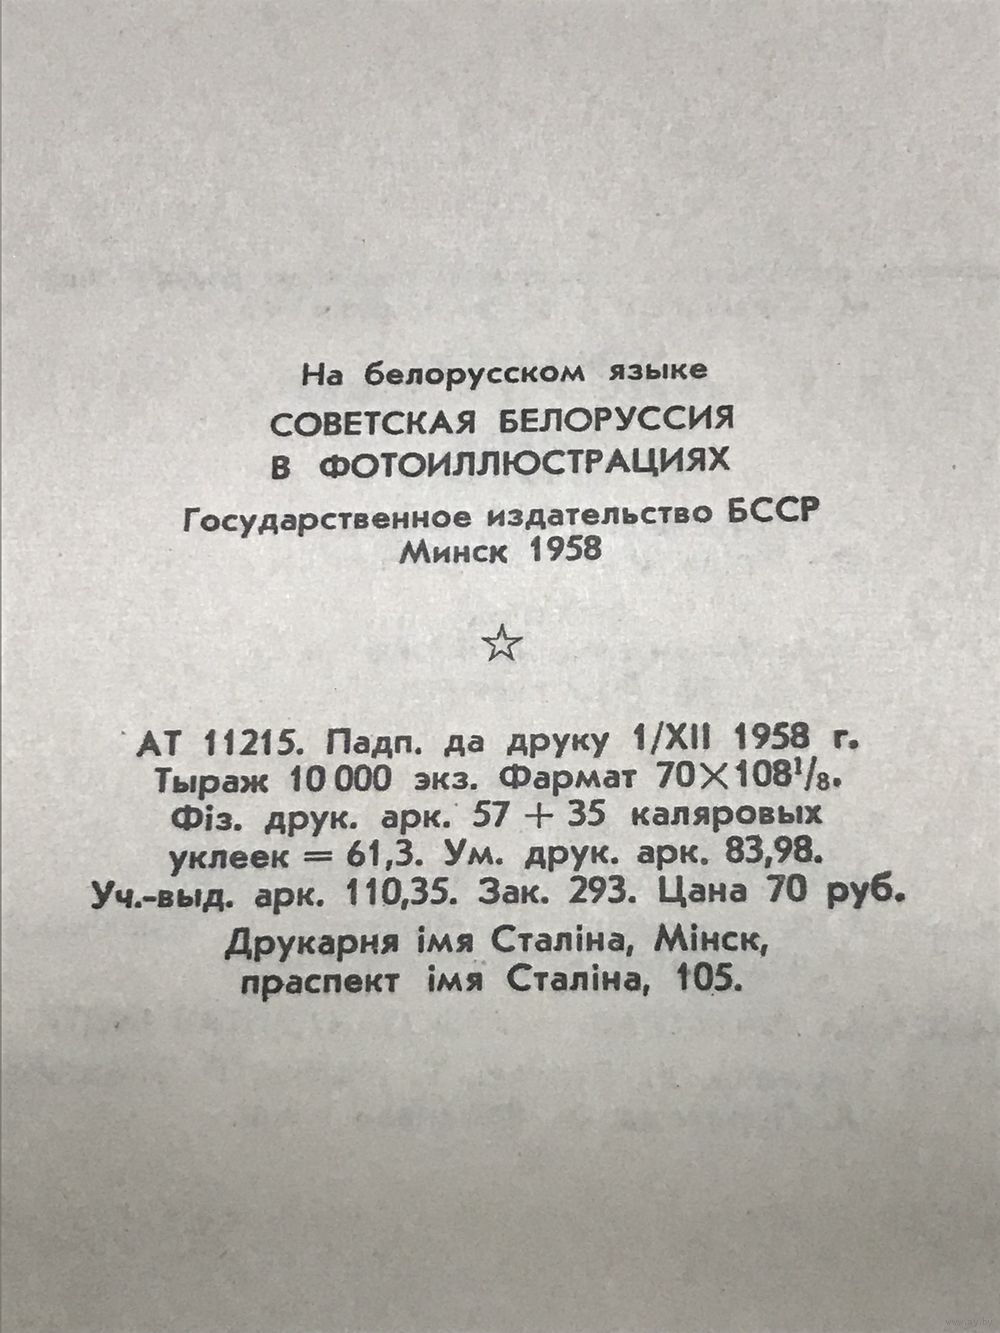 На белорусском языке
СОВЕТСКАЯ БЕЛОРУССИЯ
В ФОТОИЛЛЮСТРАЦИЯХ
Государственное издательство БССР
Минск 1958
АТ 11215. Падп. да друку 1/XII 1958 г.
Тыраж 10 000 экз. Фармат 70×108¹/₈.
Фіз. друк. арк. 57 + 35 каляровых
уклеек = 61,3. Ум. друк. арк. 83,98.
Уч.-выд. арк. 110,35. Зак. 293. Цана 70 руб.
Друкарня імя Сталіна, Мінск,
праспект імя Сталіна, 105.